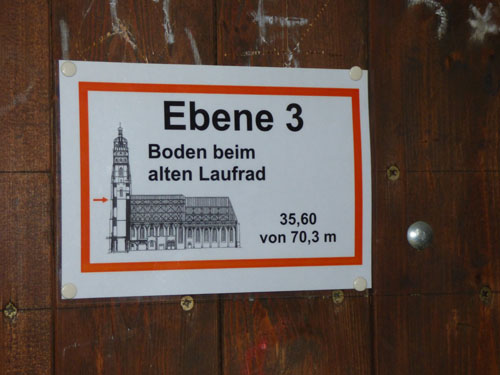 Ebene 3
Boden beim
alten Laufrad
35,60
von 70,3 m